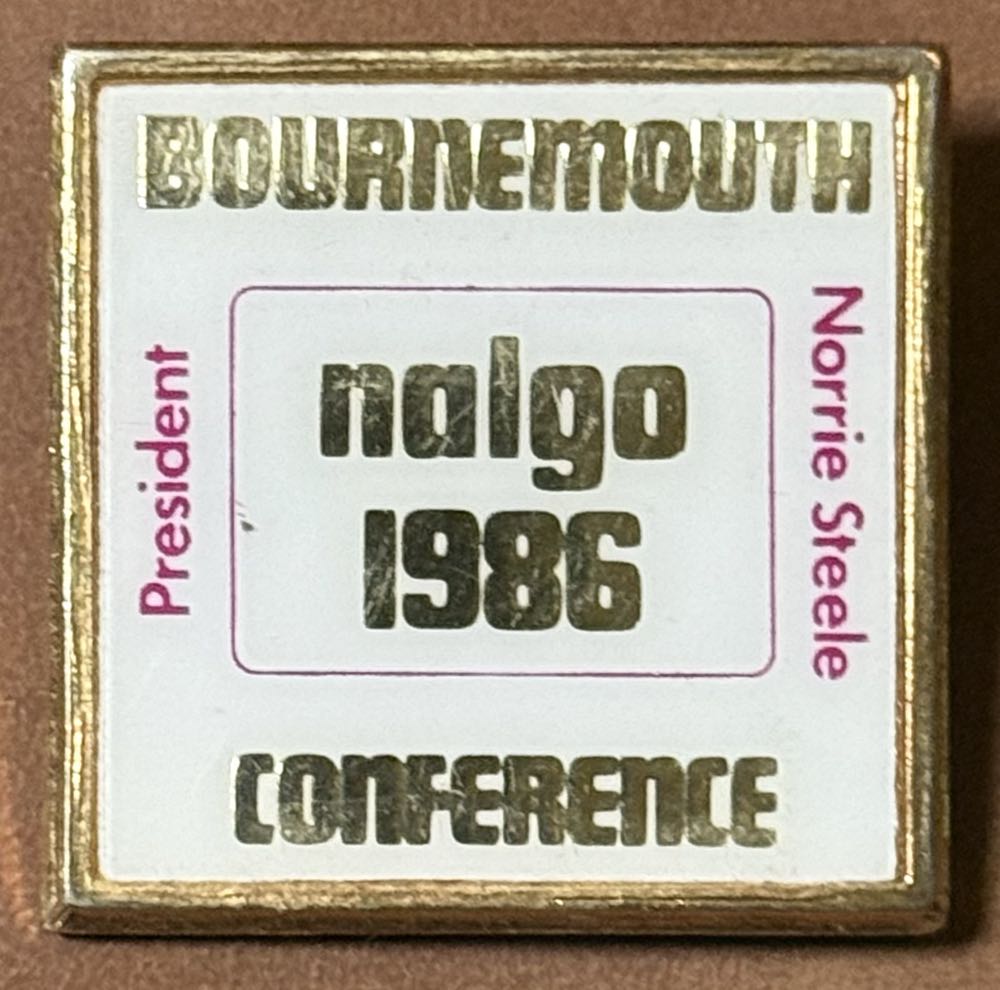 BOURNEMOUTH
President
nalgo
1986
Norrie Steele
CONFERENCE